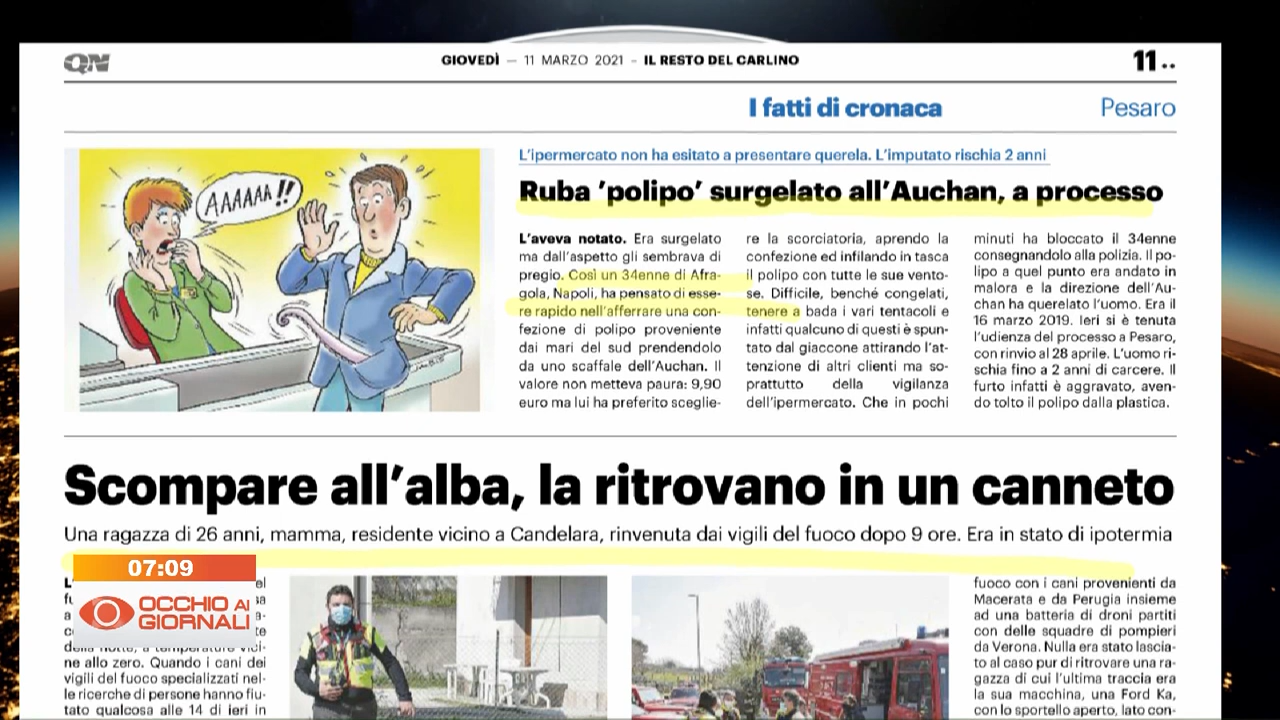 QN
GIOVEDÌ — 11 MARZO 2021 – IL RESTO DEL CARLINO
11 ..
I fatti di cronaca
Pesaro
AAAAAA!!
L'ipermercato non ha esitato a presentare querela. L'imputato rischia 2 anni
Ruba 'polipo' surgelato all'Auchan, a processo
L'aveva notato. Era surgelato
ma dall'aspetto gli sembrava di
pregio. Così un 34enne di Afra-
gola, Napoli, ha pensato di esse-
re rapido nell'afferrare una con-
fezione di polipo proveniente
dai mari del sud prendendolo
da uno scaffale dell'Auchan. Il
valore non metteva paura: 9,90
euro ma lui ha preferito sceglie-
re la scorciatoria, aprendo la
confezione ed infilando in tasca
il polipo con tutte le sue vento-
se. Difficile, benché congelati,
tenere a bada i vari tentacoli e
infatti qualcuno di questi è spun-
tato dal giaccone attirando l'at-
tenzione di altri clienti ma so-
prattutto della vigilanza
dell'ipermercato. Che in pochi
minuti ha bloccato il 34enne
consegnandolo alla polizia. Il po-
lipo a quel punto era andato in
malora e la direzione dell'Au-
chan ha querelato l'uomo. Era il
16 marzo 2019. Ieri si è tenuta
l'udienza del processo a Pesaro,
con rinvio al 28 aprile. L'uomo ri-
schia fino a 2 anni di carcere. Il
furto infatti è aggravato, aven-
do tolto il polipo dalla plastica.
Scompare all'alba, la ritrovano in un canneto
Una ragazza di 26 anni, mamma, residente vicino a Candelara, rinvenuta dai vigili del fuoco dopo 9 ore. Era in stato di ipotermia
07:09
OCCHIO AI
GIORNALI
ne allo zero. Quando i cani dei
vigili del fuoco specializzati nel-
le ricerche di persone hanno fiu-
tato qualcosa alle 14 di ieri in
fuoco con i cani provenienti da
Macerata e da Perugia insieme
ad una batteria di droni partiti
con delle squadre di pompieri
da Verona. Nulla era stato lascia-
to al caso pur di ritrovare una ra-
gazza di cui l'ultima traccia era
la sua macchina, una Ford Ka,
con lo sportello aperto, lato con-